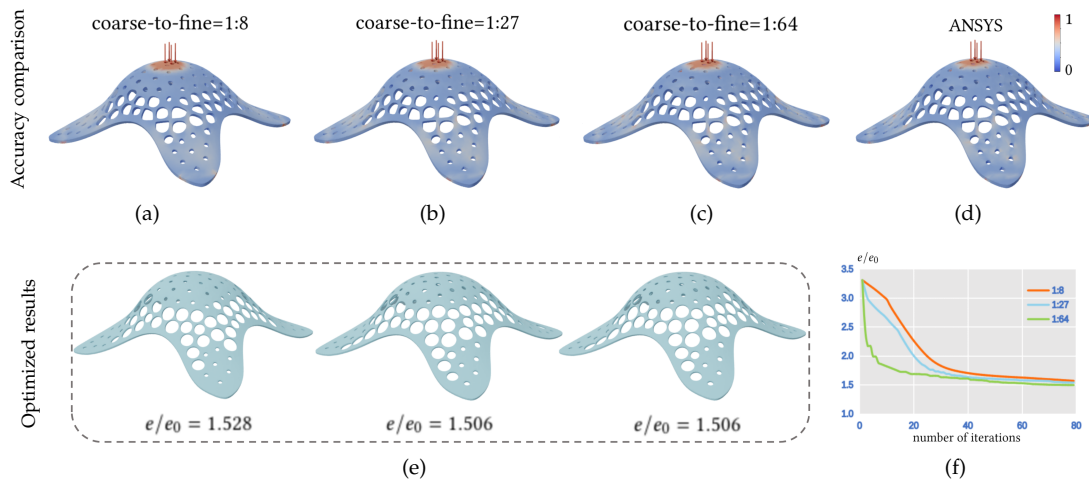 Accuracy comparison
coarse-to-fine=1:8
coarse-to-fine=1:27
coarse-to-fine=1:64
ANSYS
1
0
(a)
(b)
(c)
(d)
Optimized results
e/e₀ = 1.528
e/e₀ = 1.506
e/e₀ = 1.506
(e)
e/e₀
3.5
3.0
2.5
2.0
1.5
1.0
1:8
1:27
1:64
0
20
40
60
80
number of iterations
(f)